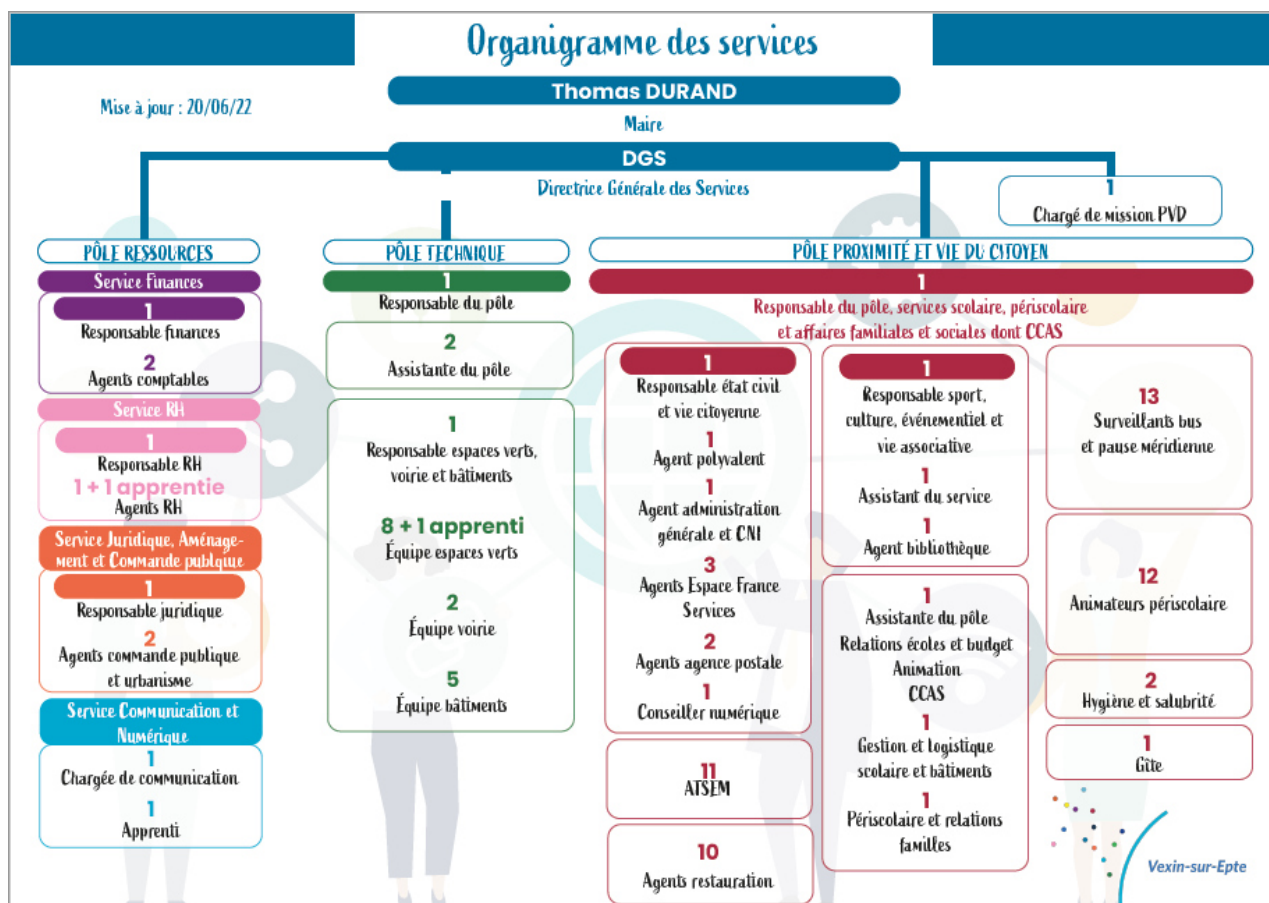 Organigramme des services
Mise à jour : 20/06/22
Thomas DURAND
Maire
DGS
Directrice Générale des Services
1
Chargé de mission PVD
PÔLE RESSOURCES
Service Finances
1
Responsable finances
2
Agents comptables
Service RH
1
Responsable RH
1 + 1 apprentie
Agents RH
Service Juridique, Aménage-
ment et Commande publqiue
1
Responsable juridique
2
Agents commande publique
et urbanisme
Service Communication et
Numérique
1
Chargée de communication
1
Apprenti
PÔLE TECHNIQUE
1
Responsable du pôle
2
Assistante du pôle
1
Responsable espaces verts,
voirie et bâtiments
8 + 1 apprenti
Équipe espaces verts
2
Équipe voirie
5
Équipe bâtiments
PÔLE PROXIMITÉ ET VIE DU CITOYEN
1
Responsable du pôle, services scolaire, périscolaire
et affaires familiales et sociales dont CCAS
1
Responsable état civil
et vie citoyenne
1
Agent polyvalent
1
Agent administration
générale et CNI
3
Agents Espace France
Services
2
Agents agence postale
1
Conseiller numérique
11
ATSEM
10
Agents restauration
1
Responsable sport,
culture, événementiel et
vie associative
1
Assistant du service
1
Agent bibliothèque
1
Assistante du pôle
Relations écoles et budget
Animation
CCAS
1
Gestion et logistique
scolaire et bâtiments
1
Périscolaire et relations
familles
13
Surveillants bus
et pause méridienne
12
Animateurs périscolaire
2
Hygiène et salubrité
1
Gîte
Vexin-sur-Epte